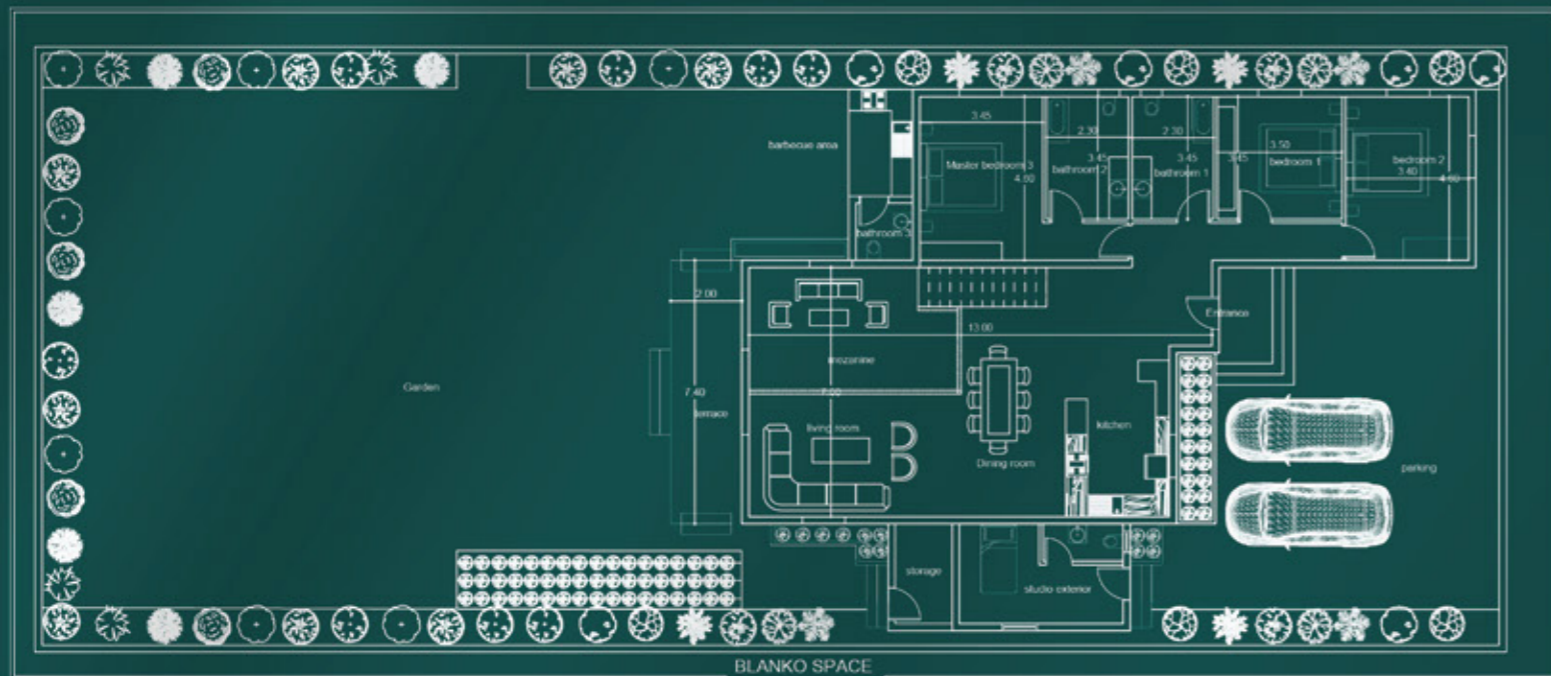 barbecue area
3.45
Master bedroom 3
4.60
2.30
3.45
bathroom 2
2.30
3.45
bathroom 1
3.45
3.50
bedroom 1
bedroom 2
3.40
4.60
bathroom 3
2.00
Entrance
13.00
mezanine
Garden
7.40
7.00
terrace
living room
kitchen
Dining room
parking
storage
studio exterior
BLANKO SPACE